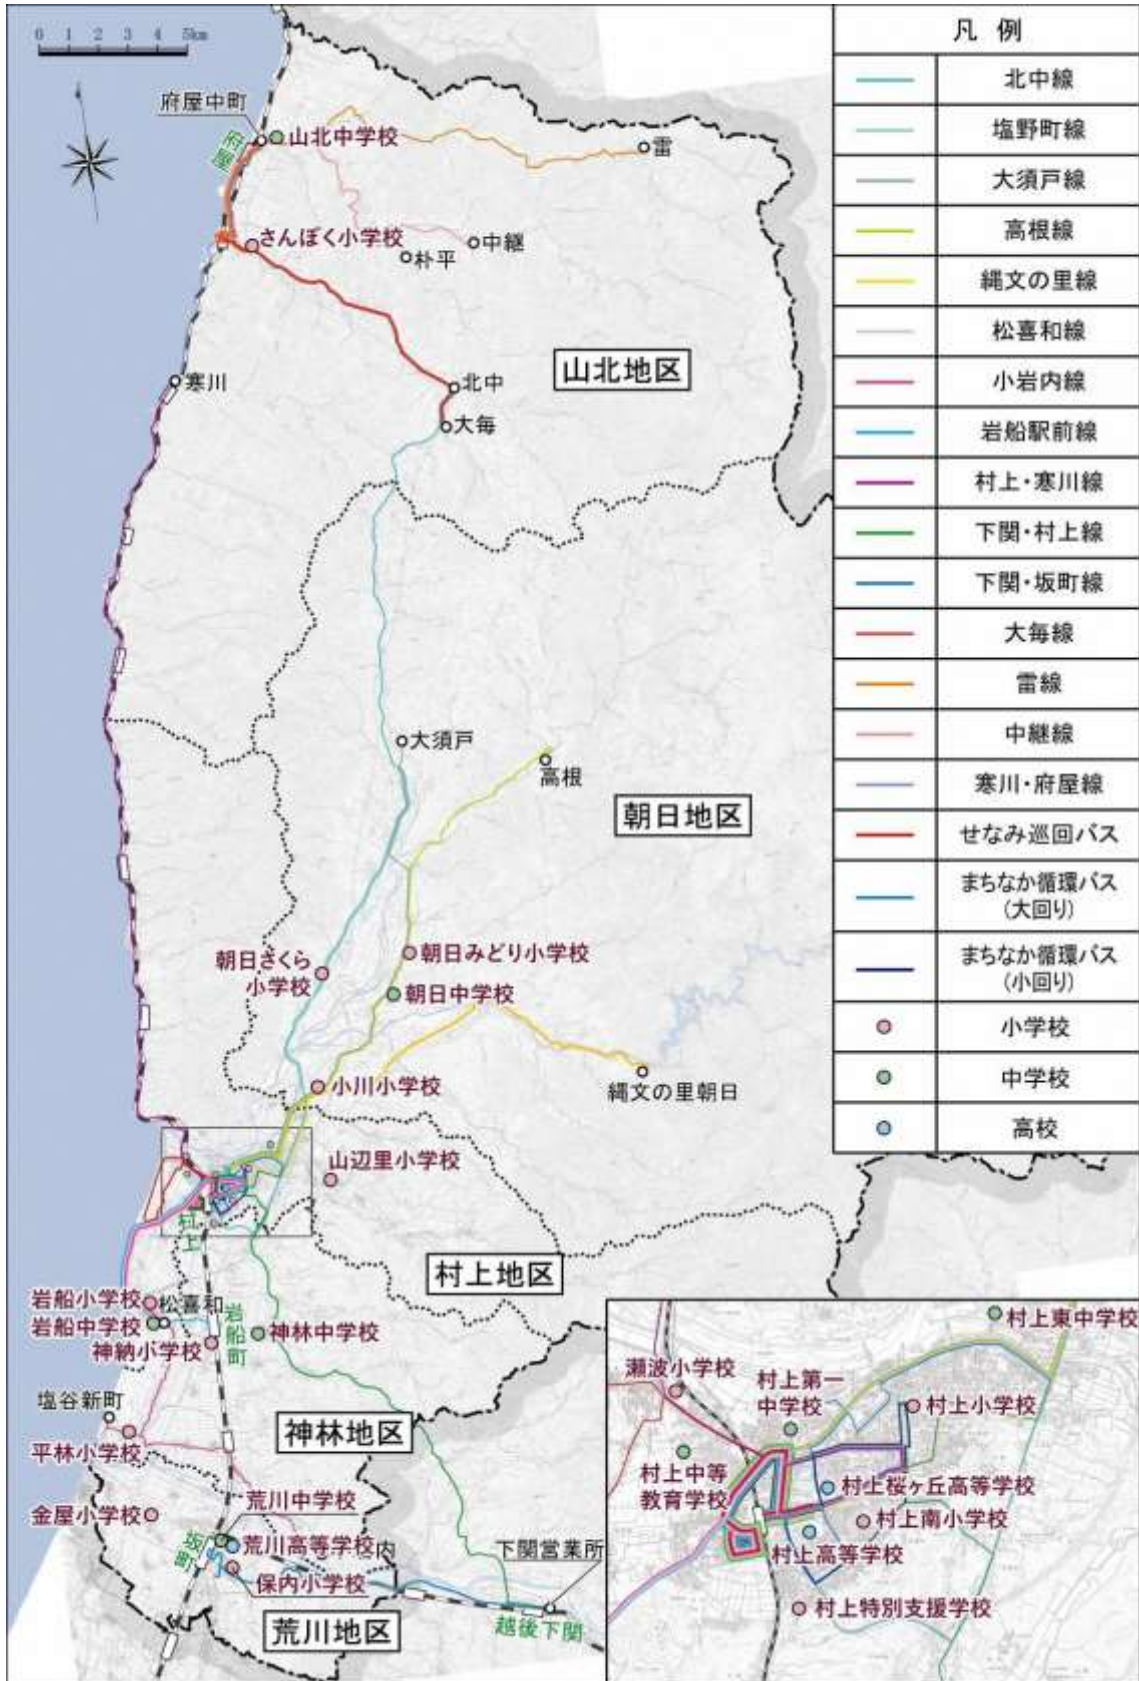 0 1 2 3 4 5km
府屋中町
山北中学校
府屋
雷
さんぼく小学校
中継
朴平
山北地区
寒川
北中
大毎
大須戸
高根
朝日地区
朝日さくら
小学校
朝日みどり小学校
朝日中学校
縄文の里朝日
小川小学校
山辺里小学校
村上
村上地区
岩船小学校
松喜和
岩船中学校
神納小学校
岩船町
神林中学校
塩谷新町
平林小学校
神林地区
金屋小学校
荒川中学校
坂町
荒川高等学校
内
保内小学校
下関営業所
越後下関
荒川地区
凡例
北中線
塩野町線
大須戸線
高根線
縄文の里線
松喜和線
小岩内線
岩船駅前線
村上・寒川線
下関・村上線
下関・坂町線
大毎線
雷線
中継線
寒川・府屋線
せなみ巡回バス
まちなか循環バス
(大回り)
まちなか循環バス
(小回り)
小学校
中学校
高校
村上東中学校
瀬波小学校
村上第一
中学校
村上小学校
村上中等
教育学校
村上桜ヶ丘高等学校
村上南小学校
村上高等学校
村上特別支援学校